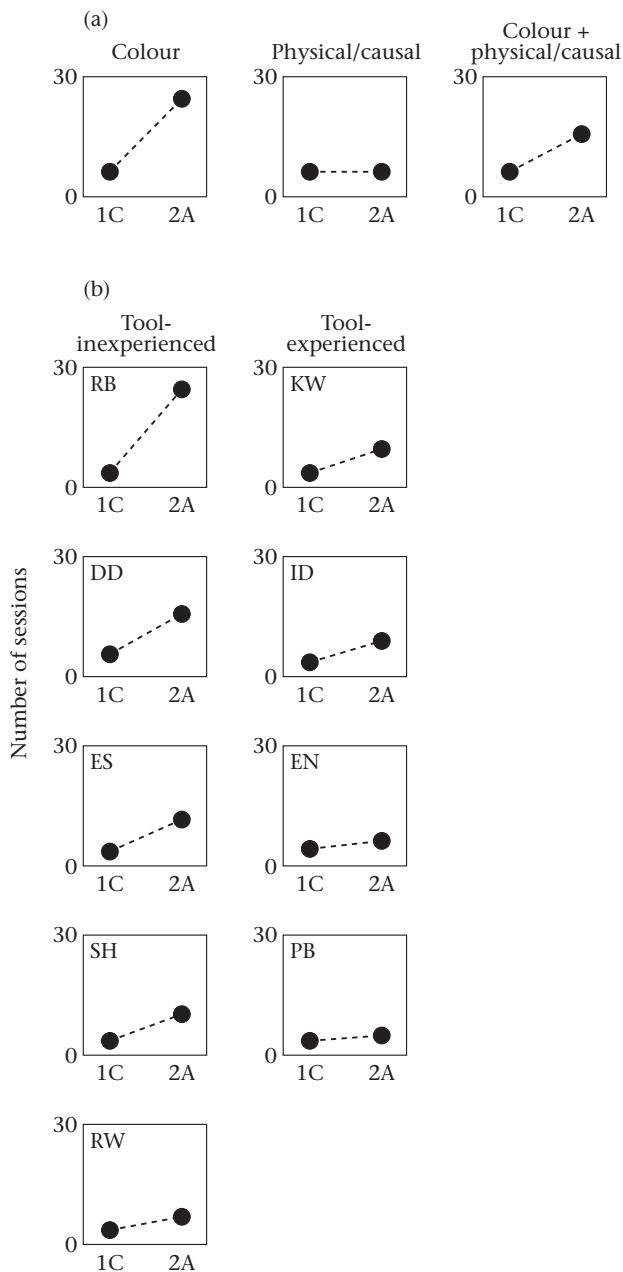 (a)
Colour
Physical/causal
Colour +
physical/causal
30
0
1C 2A
30
0
1C 2A
30
0
1C 2A
(b)
Number of sessions
Tool-
inexperienced
Tool-
experienced
30
RB
0
1C 2A
30
KW
0
1C 2A
30
DD
0
1C 2A
30
ID
0
1C 2A
30
ES
0
1C 2A
30
EN
0
1C 2A
30
SH
0
1C 2A
30
PB
0
1C 2A
30
RW
0
1C 2A